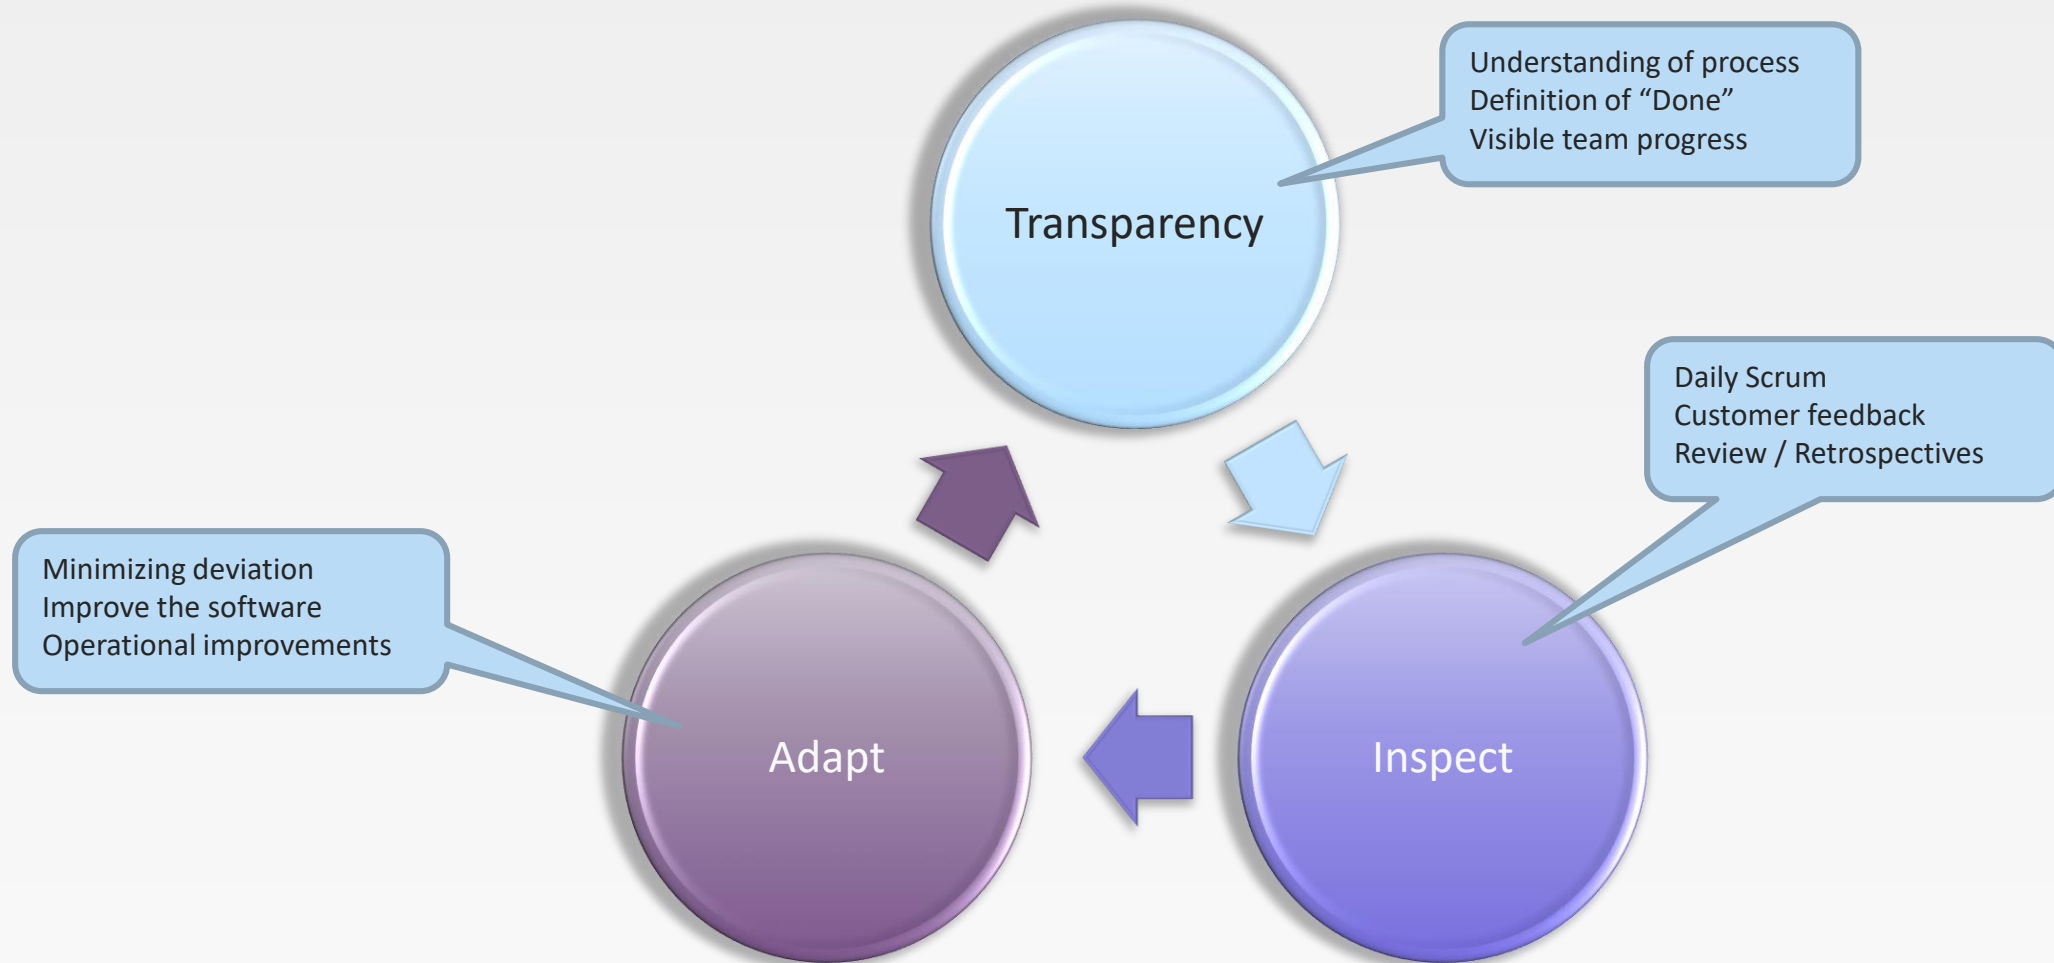 Transparency
Understanding of process
Definition of “Done”
Visible team progress
Inspect
Daily Scrum
Customer feedback
Review / Retrospectives
Adapt
Minimizing deviation
Improve the software
Operational improvements